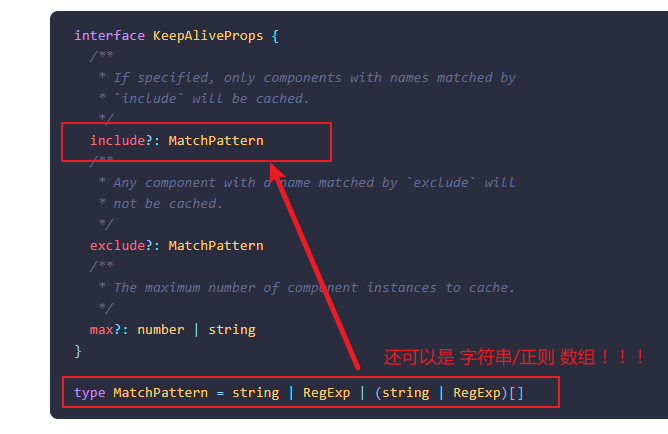 interface KeepAliveProps {
/**
* If specified, only components with names matched by
* `include` will be cached.
*/
include?: MatchPattern
/**
* Any component with a name matched by `exclude` will
* not be cached.
*/
exclude?: MatchPattern
/**
* The maximum number of component instances to cache.
*/
max?: number | string
}
还可以是 字符串/正则 数组！！！
type MatchPattern = string | RegExp | (string | RegExp)[]